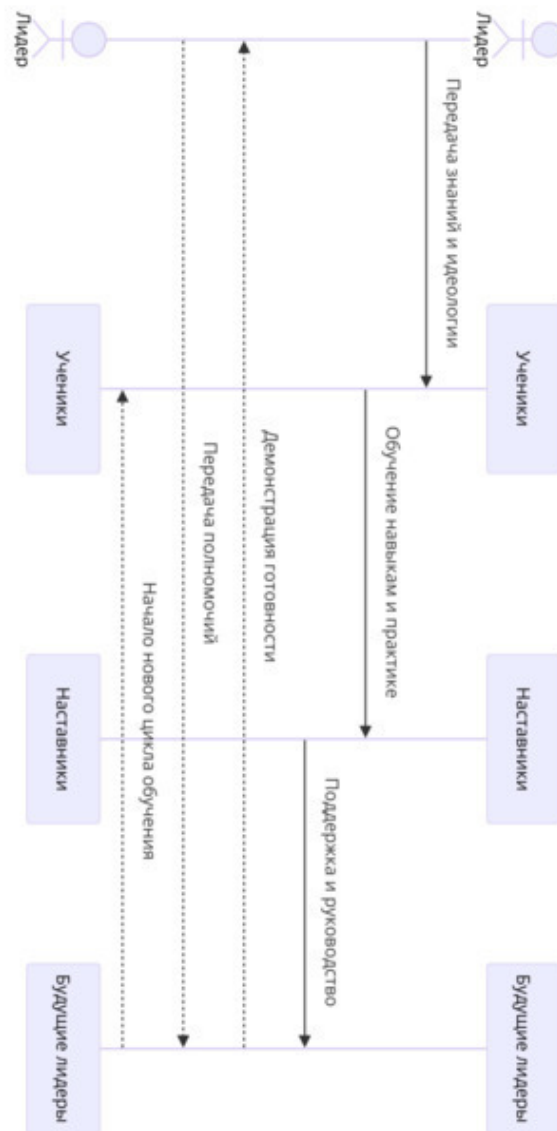 Лидер
Ученики
Наставники
Будущие лидеры
Передача знаний и идеологии
Обучение навыкам и практике
Поддержка и руководство
Демонстрация готовности
Передача полномочий
Начало нового цикла обучения
Лидер
Ученики
Наставники
Будущие лидеры